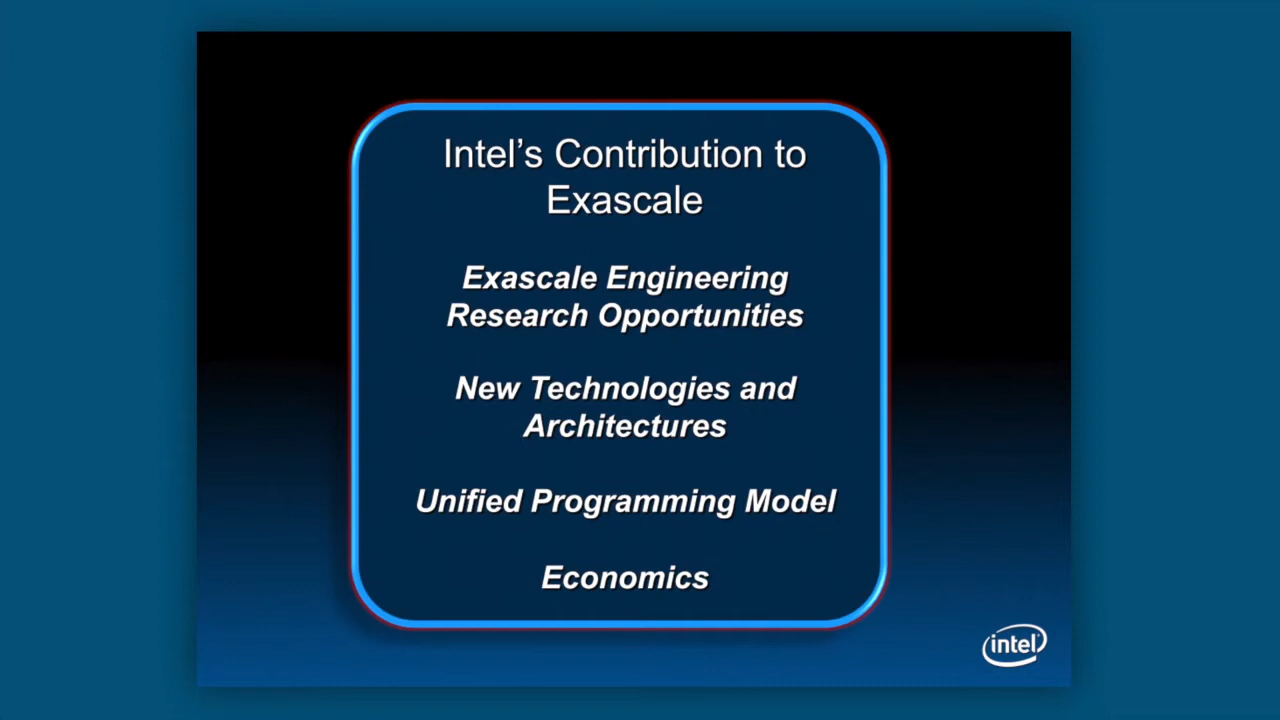 Intel’s Contribution to
Exascale
Exascale Engineering
Research Opportunities
New Technologies and
Architectures
Unified Programming Model
Economics
intel